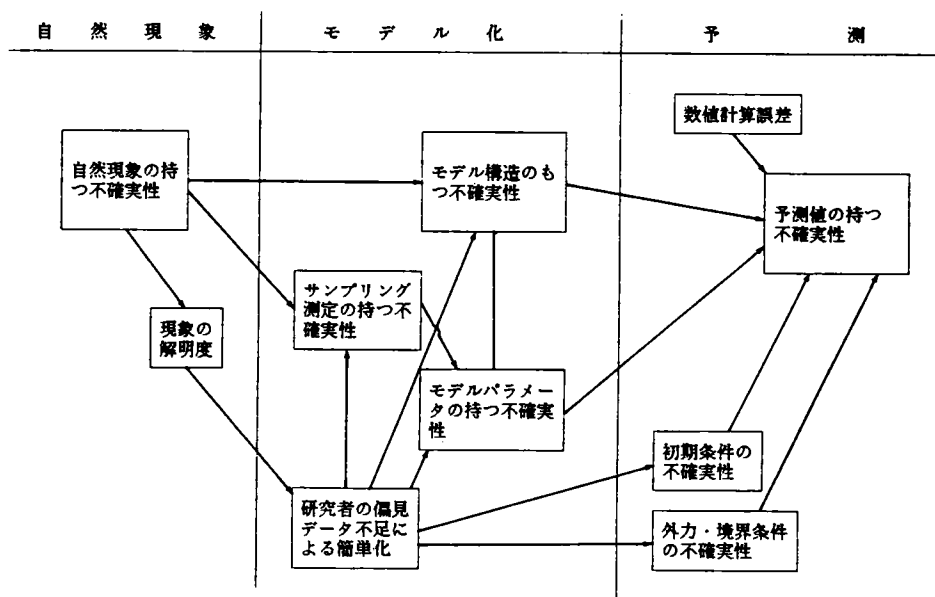 自然現象
モデル化
予測
数値計算誤差
自然現象の持
つ不確実性
モデル構造のも
つ不確実性
予測値の持つ
不確実性
サンプリング
測定の持つ不
確実性
現象の
解明度
モデルパラメー
タの持つ不確実
性
初期条件の
不確実性
研究者の偏見
データ不足に
よる簡単化
外力・境界条件
の不確実性